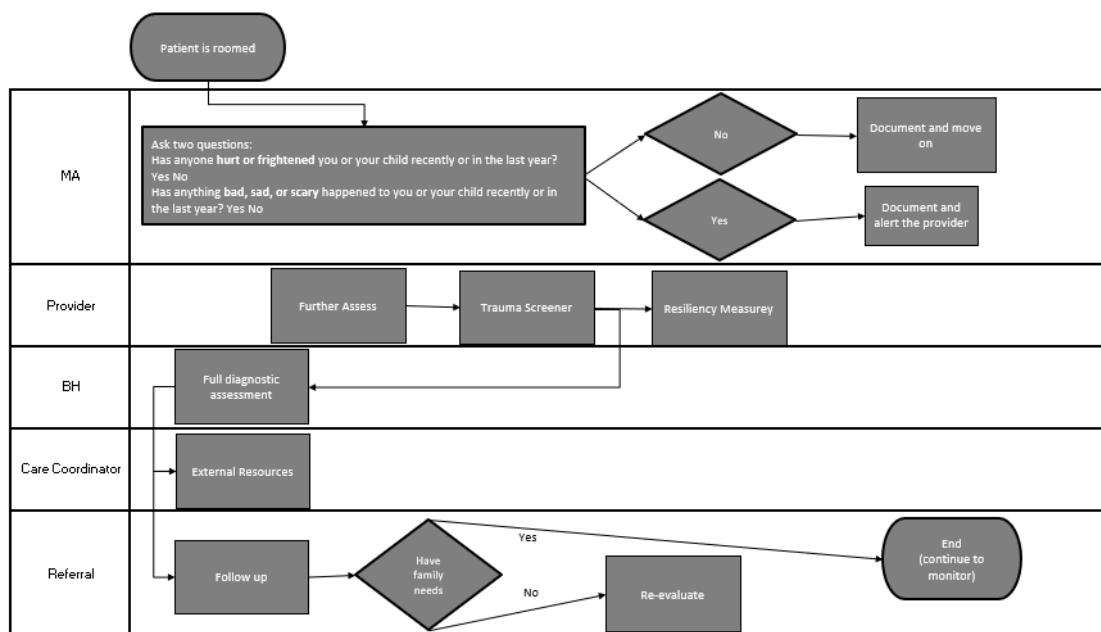 Patient is roomed
MA
Ask two questions:
Has anyone hurt or frightened you or your child recently or in the last year?
Yes No
Has anything bad, sad, or scary happened to you or your child recently or in
the last year? Yes No
No
Document and move
on
Yes
Document and
alert the provider
Provider
Further Assess
Trauma Screener
Resiliency Measurey
BH
Full diagnostic
assessment
Care Coordinator
External Resources
Referral
Follow up
Have
family
needs
Yes
No
Re-evaluate
End
(continue to
monitor)